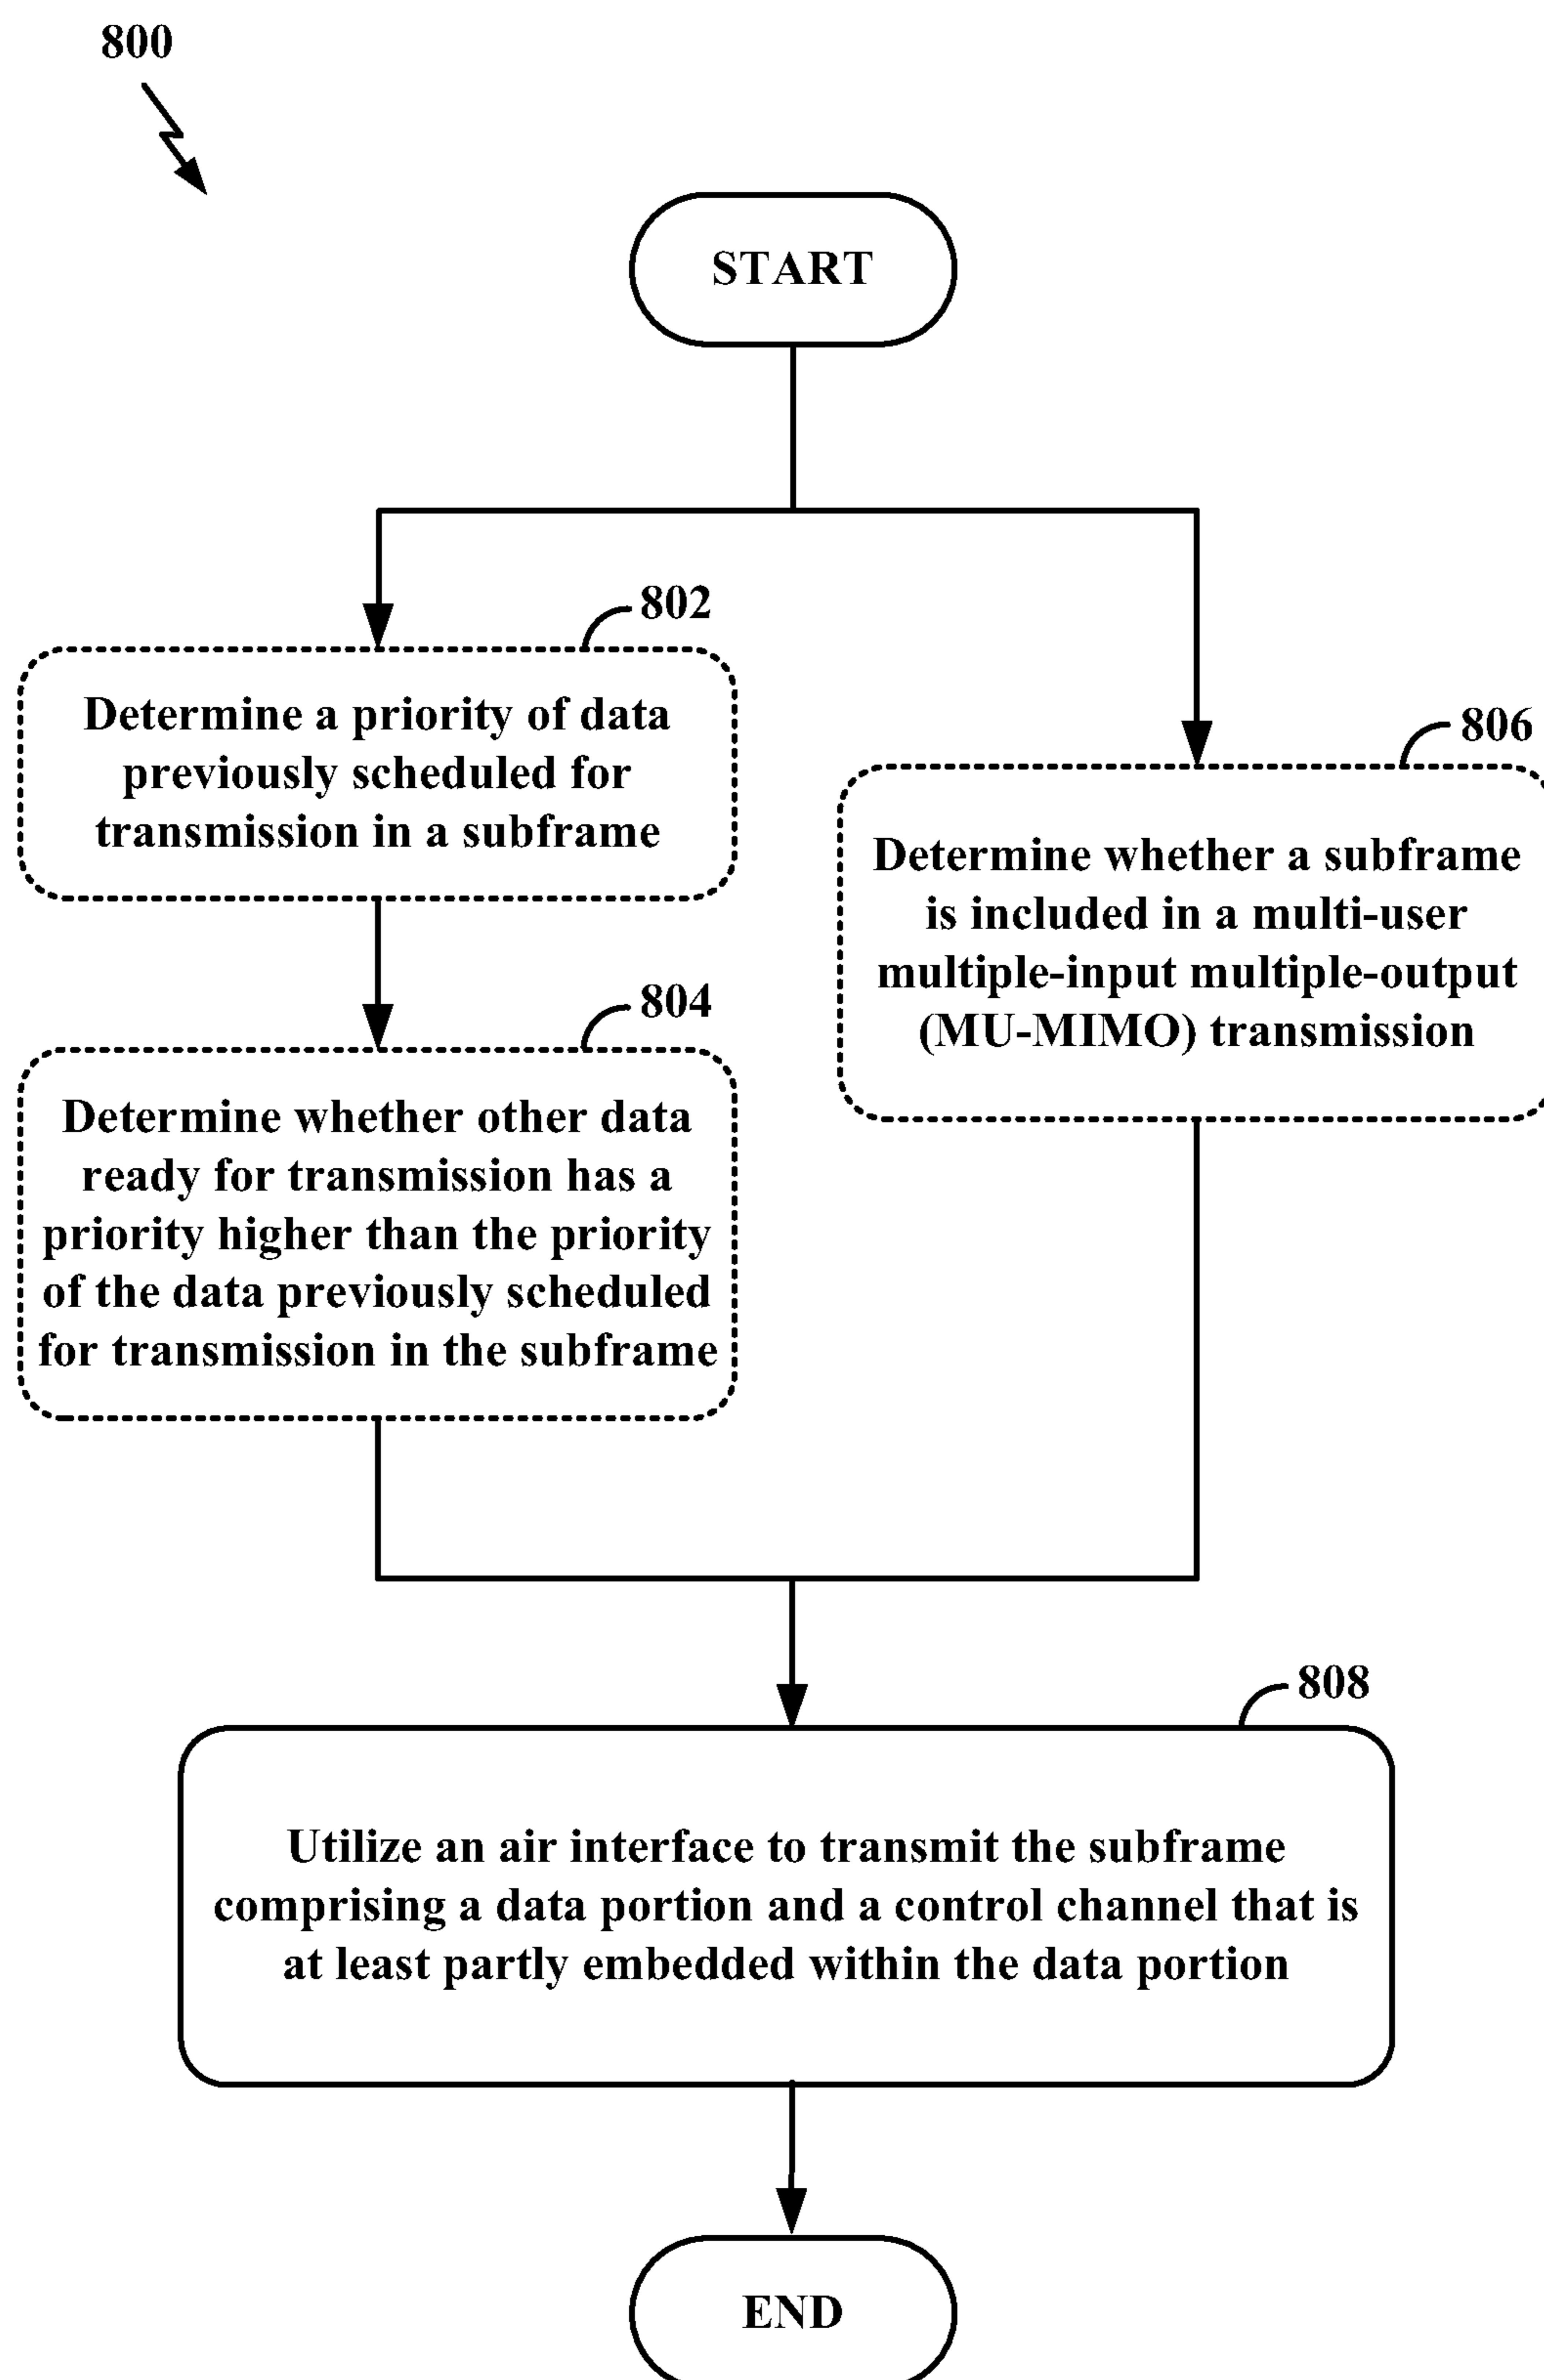 800
START
802
Determine a priority of data
previously scheduled for
transmission in a subframe
804
Determine whether other data
ready for transmission has a
priority higher than the priority
of the data previously scheduled
for transmission in the subframe
806
Determine whether a subframe
is included in a multi-user
multiple-input multiple-output
(MU-MIMO) transmission
808
Utilize an air interface to transmit the subframe
comprising a data portion and a control channel that is
at least partly embedded within the data portion
END